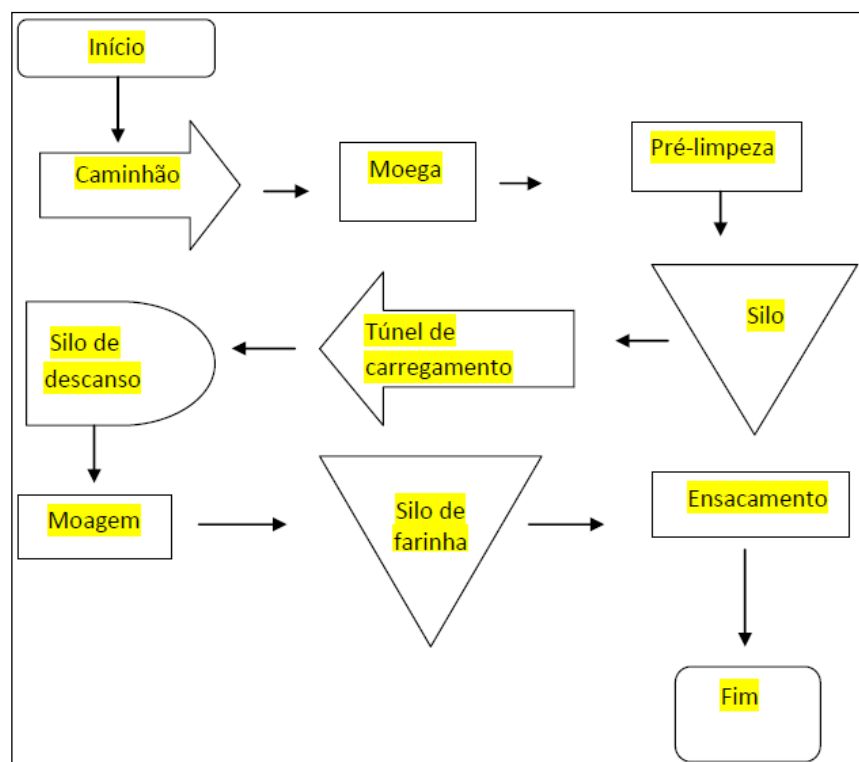 Início
Caminhão
Moega
Pré-limpeza
Silo
Túnel de
carregamento
Silo de
descanso
Moagem
Silo de
farinha
Ensacamento
Fim